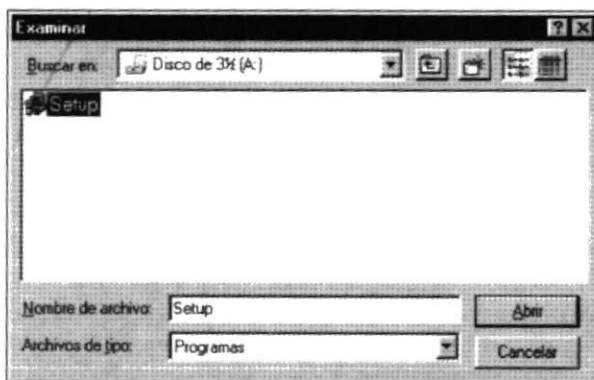 Examinar
Buscar en: Disco de 3½ (A:)
Setup
Nombre de archivo: Setup Abrir
Archivos de tipo: Programas Cancelar